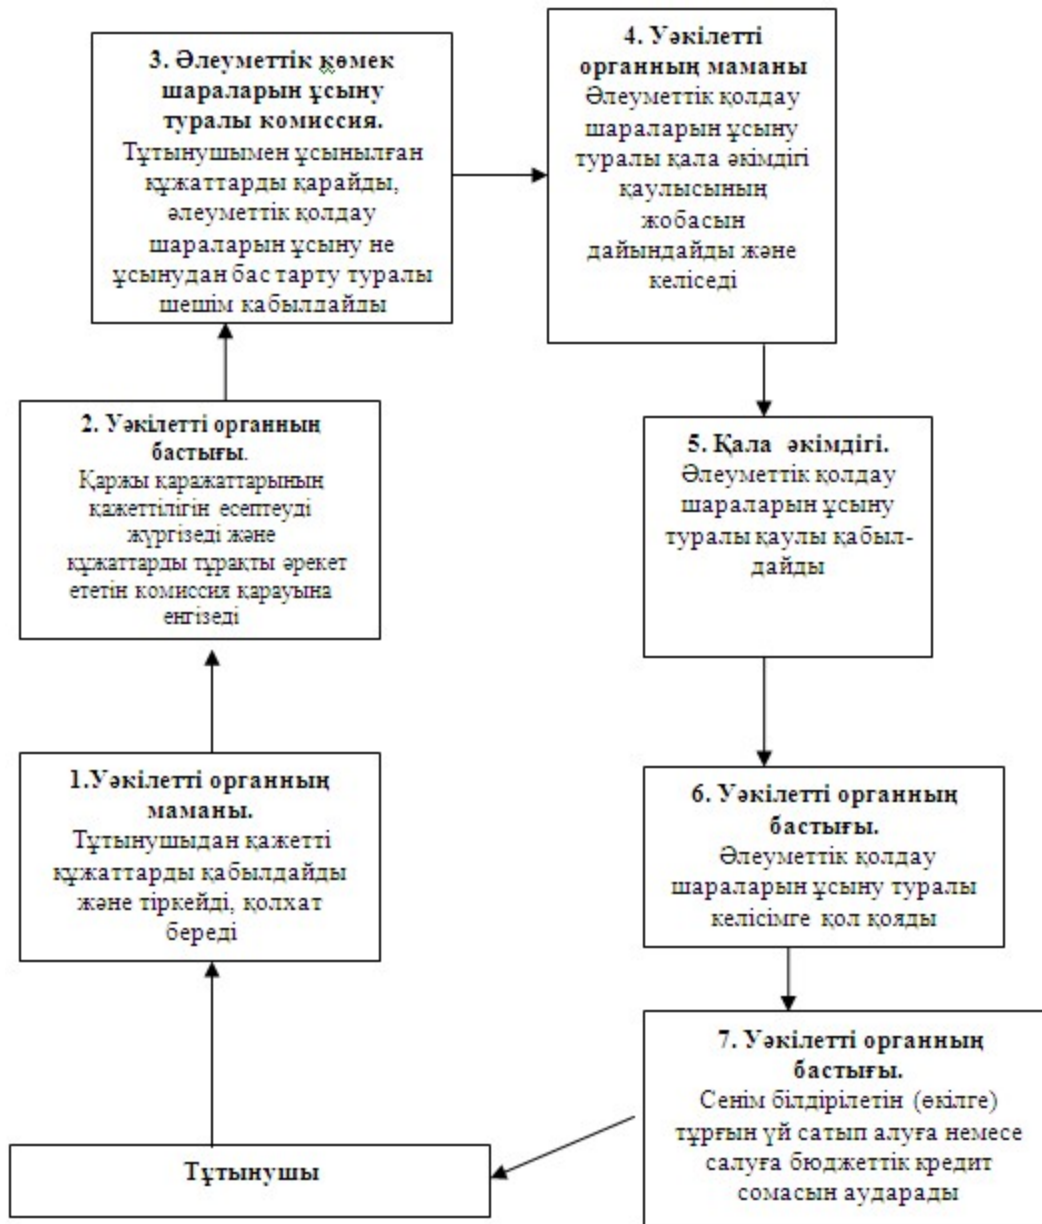 3. Әлеуметтік көмек
шараларын ұсыну
туралы комиссия.
Тұтынушымен ұсынылған
құжаттарды қарайды,
әлеуметтік қолдау
шараларын ұсыну не
ұсынудан бас тарту туралы
шешім қабылдайды
4. Уәкілетті
органның маманы
Әлеуметтік қолдау
шараларын ұсыну
туралы қала әкімдігі
қаулысының
жобасын
дайындайды және
келіседі
2. Уәкілетті органның
бастығы.
Қаржы қаражаттарының
қажеттілігін есептеуді
жүргізеді және
құжаттарды тұрақты әрекет
ететін комиссия қарауына
енгізеді
5. Қала әкімдігі.
Әлеуметтік қолдау
шараларын ұсыну
туралы қаулы қабыл-
дайды
1.Уәкілетті органның
маманы.
Тұтынушыдан қажетті
құжаттарды қабылдайды
және тіркейді, қолхат
береді
6. Уәкілетті органның
бастығы.
Әлеуметтік қолдау
шараларын ұсыну туралы
келісімге қол қояды
7. Уәкілетті органның
бастығы.
Сенім білдірілетін (өкілге)
тұрғын үй сатып алуға немесе
салуға бюджеттік кредит
сомасын аударады
Тұтынушы